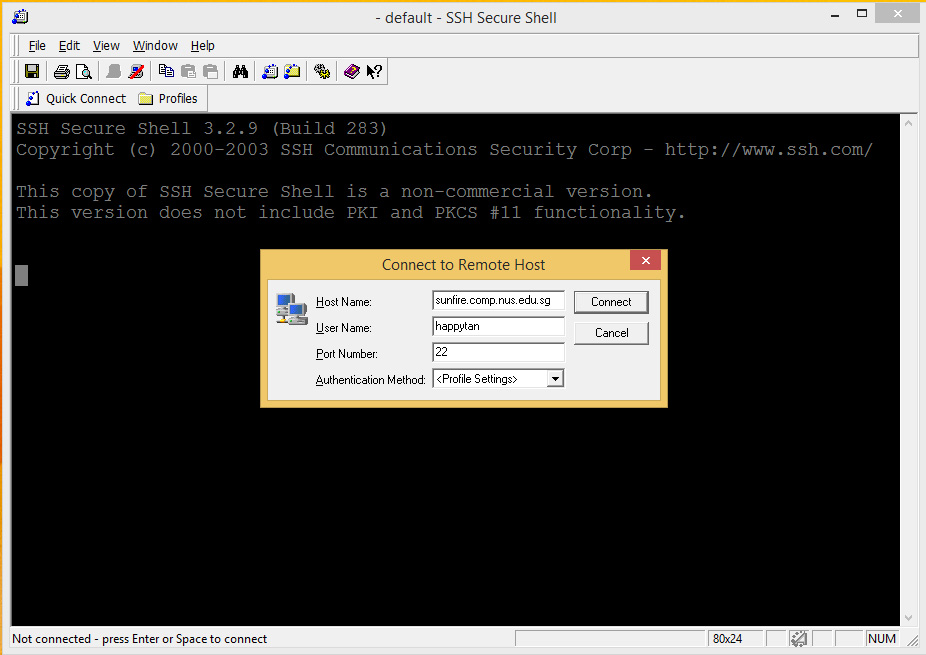 - default - SSH Secure Shell
File Edit View Window Help
Quick Connect Profiles
SSH Secure Shell 3.2.9 (Build 283)
Copyright (c) 2000-2003 SSH Communications Security Corp - http://www.ssh.com/
This copy of SSH Secure Shell is a non-commercial version.
This version does not include PKI and PKCS #11 functionality.
Connect to Remote Host
Host Name: sunfire.comp.nus.edu.sg Connect
User Name: happytan Cancel
Port Number: 22
Authentication Method: <Profile Settings>
Not connected - press Enter or Space to connect 80x24 NUM